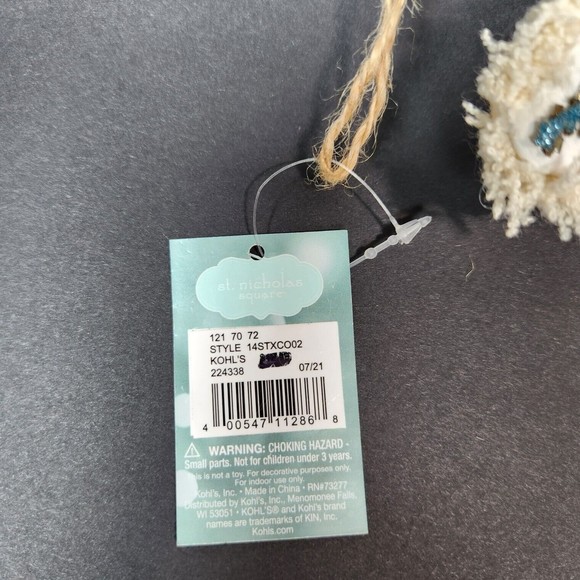 st. nicholas
square
121 70 72
STYLE 14STXCO02
KOHL'S
224338 07/21
4 00547 11286 8
WARNING: CHOKING HAZARD -
Small parts. Not for children under 3 years.
This is not a toy. For decorative purposes only.
For indoor use only.
Kohl's, Inc. • Made in China • RN#73277
Distributed by Kohl's, Inc., Menomonee Falls,
WI 53051 • KOHL'S® and Kohl's brand
names are trademarks of KIN, Inc.
Kohls.com